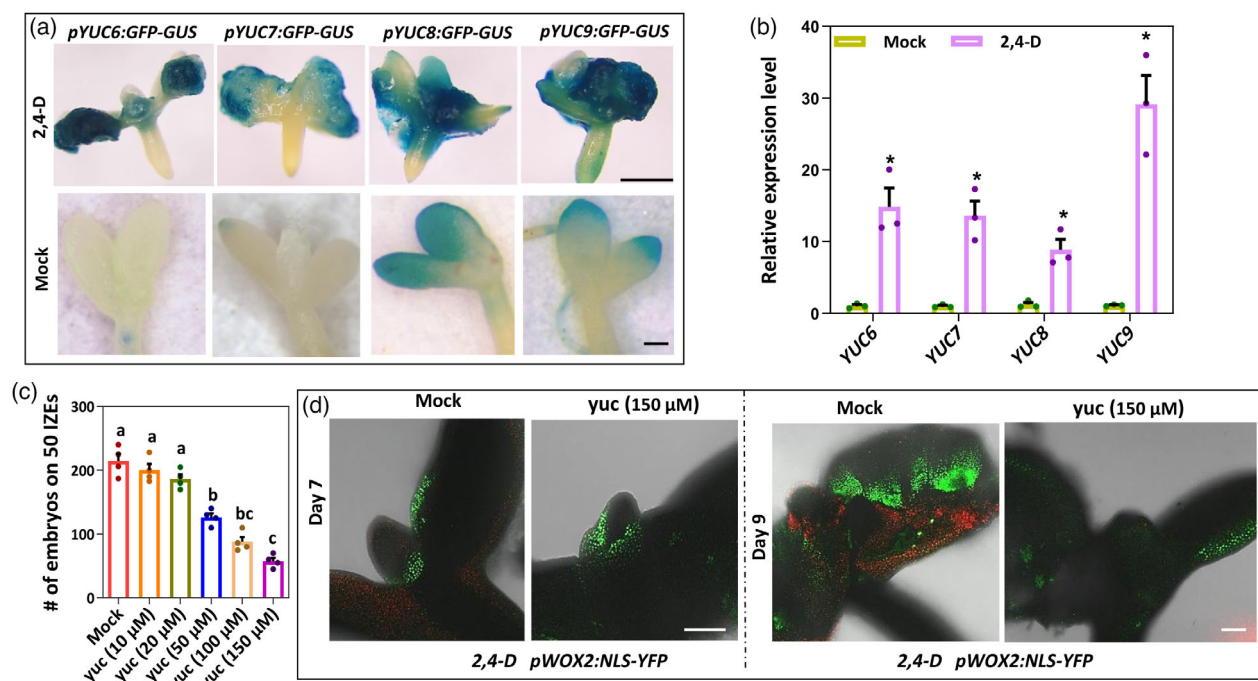 (a)
pYUC6:GFP-GUS pYUC7:GFP-GUS pYUC8:GFP-GUS pYUC9:GFP-GUS
2,4-D
Mock
(b)
Mock 2,4-D
Relative expression level
40
30
20
10
0
* * * *
YUC6 YUC7 YUC8 YUC9
(c)
# of embryos on 50 IZEs
300
200
100
0
a a a b bc c
Mock
yuc (10 µM)
yuc (20 µM)
yuc (50 µM)
yuc (100 µM)
yuc (150 µM)
(d)
Mock yuc (150 µM) Mock yuc (150 µM)
Day 7
Day 9
2,4-D pWOX2:NLS-YFP 2,4-D pWOX2:NLS-YFP